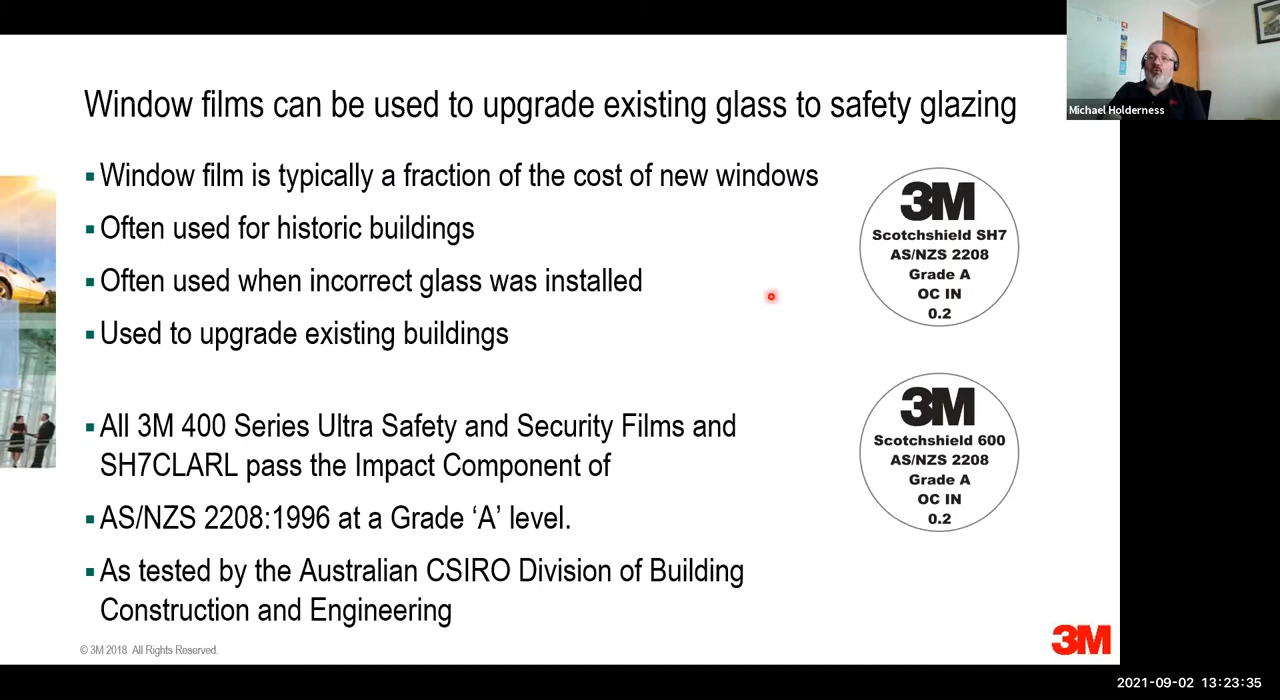 Michael Holderness
Window films can be used to upgrade existing glass to safety glazing
▪ Window film is typically a fraction of the cost of new windows
▪ Often used for historic buildings
▪ Often used when incorrect glass was installed
▪ Used to upgrade existing buildings
▪ All 3M 400 Series Ultra Safety and Security Films and
SH7CLARL pass the Impact Component of
▪ AS/NZS 2208:1996 at a Grade ‘A’ level.
▪ As tested by the Australian CSIRO Division of Building
Construction and Engineering
3M
Scotchshield SH7
AS/NZS 2208
Grade A
OC IN
0.2
3M
Scotchshield 600
AS/NZS 2208
Grade A
OC IN
0.2
© 3M 2018 All Rights Reserved.
3M
2021-09-02 13:23:35